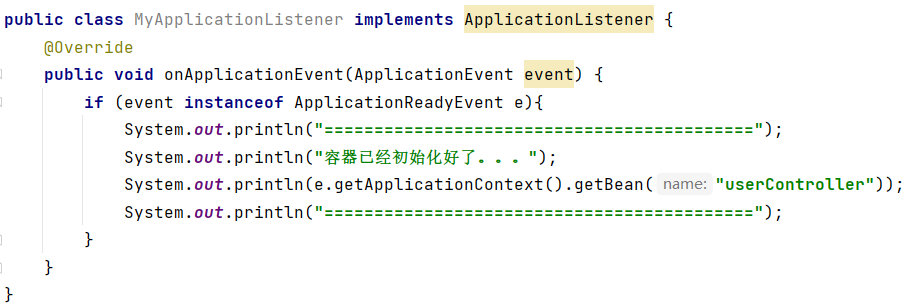 public class MyApplicationListener implements ApplicationListener {
    @Override
    public void onApplicationEvent(ApplicationEvent event) {
        if (event instanceof ApplicationReadyEvent e){
            System.out.println("===========================================");
            System.out.println("容器已经初始化好了。。。");
            System.out.println(e.getApplicationContext().getBean( name: "userController"));
            System.out.println("===========================================");
        }
    }
}